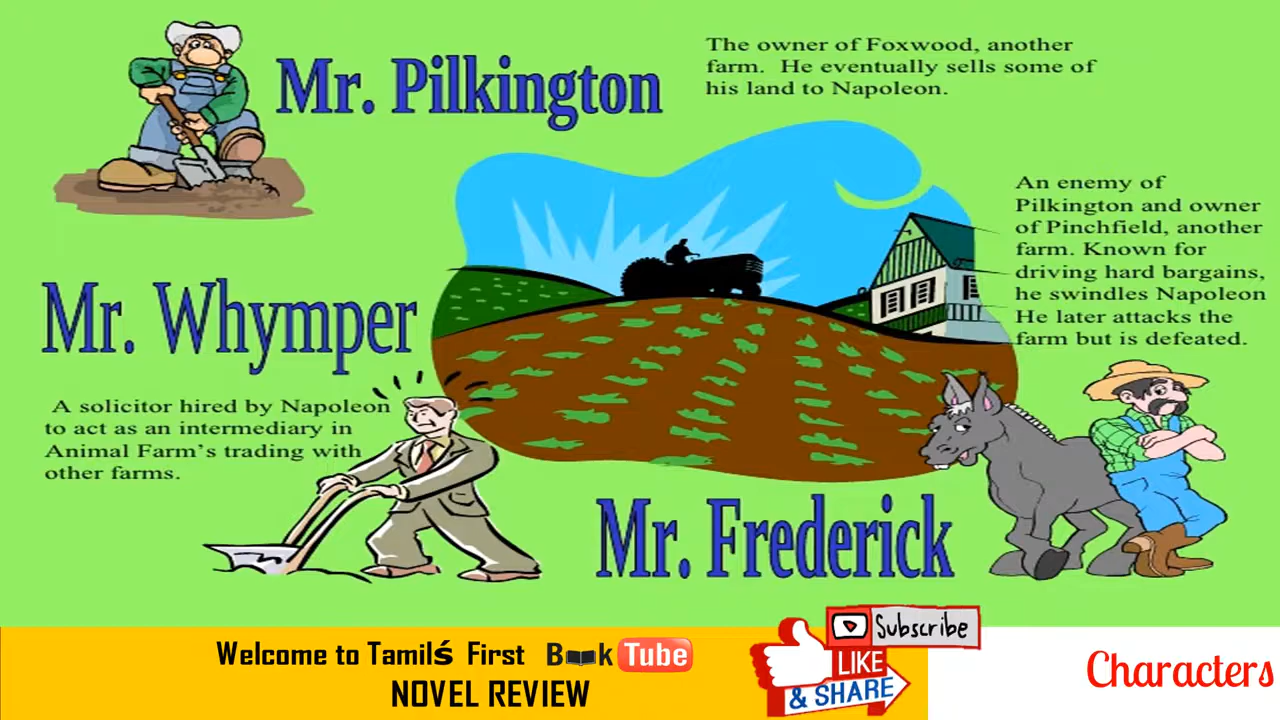 Mr. Pilkington
The owner of Foxwood, another
farm. He eventually sells some of
his land to Napoleon.
An enemy of
Pilkington and owner
of Pinchfield, another
farm. Known for
driving hard bargains,
he swindles Napoleon
He later attacks the
farm but is defeated.
Mr. Whymper
A solicitor hired by Napoleon
to act as an intermediary in
Animal Farm's trading with
other farms.
Mr. Frederick
Welcome to Tamilś First Book Tube
NOVEL REVIEW
Subscribe
LIKE
& SHARE
Characters